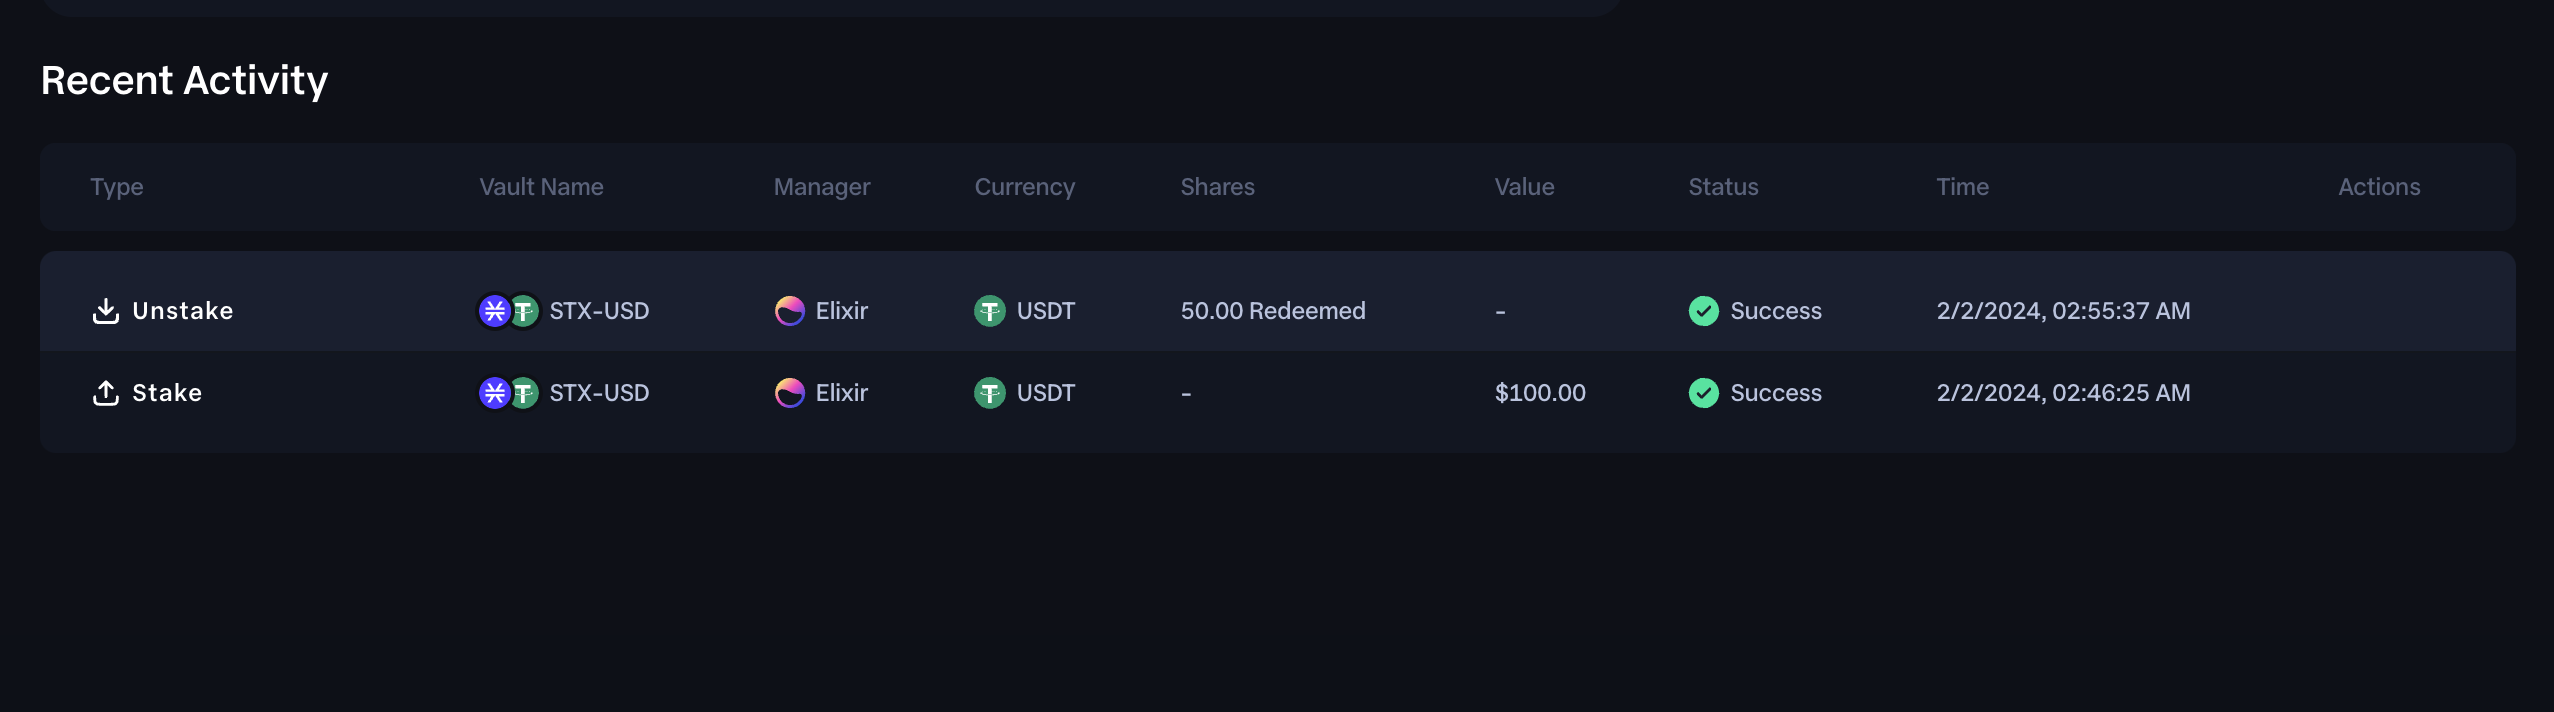 Recent Activity
Type Vault Name Manager Currency Shares Value Status Time Actions
Unstake STX-USD Elixir USDT 50.00 Redeemed - Success 2/2/2024, 02:55:37 AM
Stake STX-USD Elixir USDT - $100.00 Success 2/2/2024, 02:46:25 AM